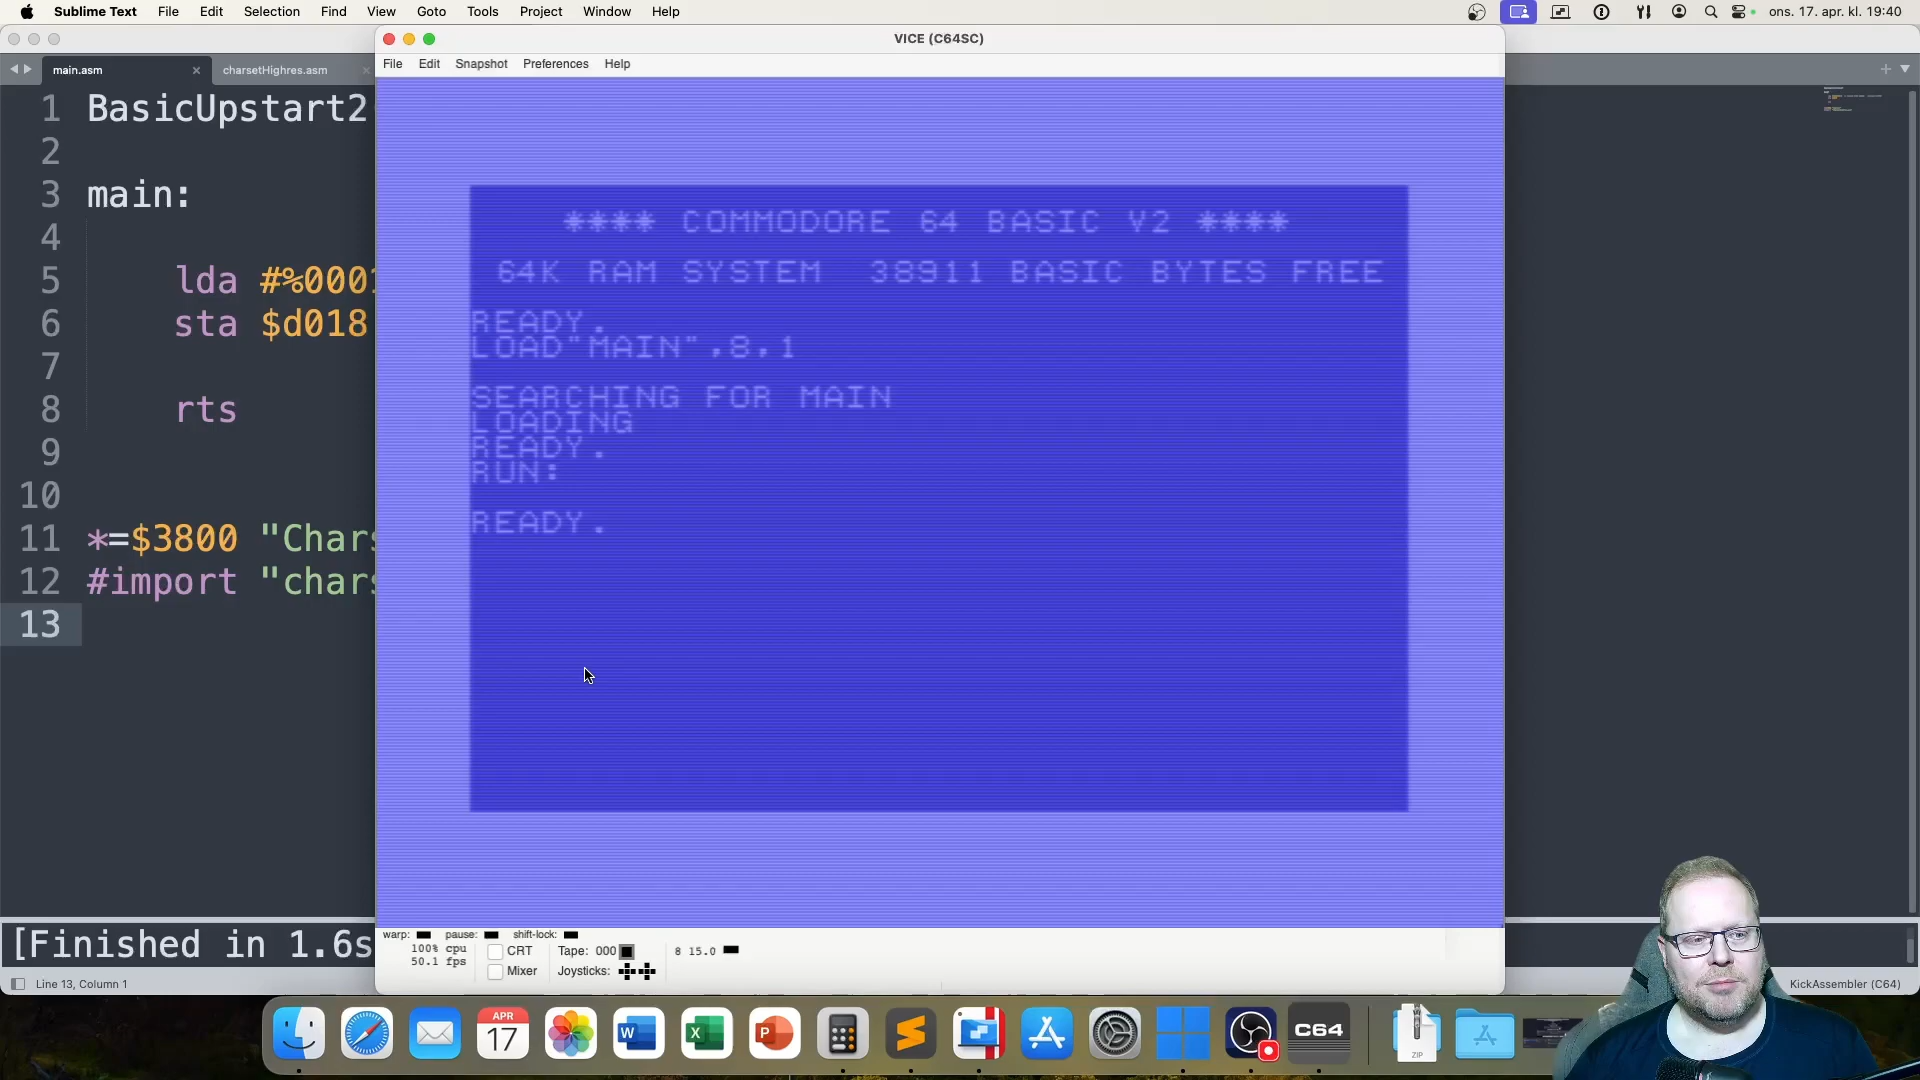 Sublime Text File Edit Selection Find View Goto Tools Project Window Help ons. 17. apr. kl. 19:40
VICE (C64SC)
File Edit Snapshot Preferences Help
main.asm
charsetHighres.asm
1 BasicUpstart2
2
3 main:
4
5 lda #%0001
6 sta $d018
7
8 rts
9
10
11 *=$3800 "Chars
12 #import "chars
13
**** COMMODORE 64 BASIC V2 ****
64K RAM SYSTEM 38911 BASIC BYTES FREE
READY.
LOAD"MAIN",8,1
SEARCHING FOR MAIN
LOADING
READY.
RUN:
READY.
[Finished in 1.6s
warp: pause: shift-lock:
100% cpu
50.1 fps
CRT
Mixer
Tape: 000
Joysticks:
8 15.0
Line 13, Column 1
KickAssembler (C64)
APR
17
W
X
P
C64
ZIP